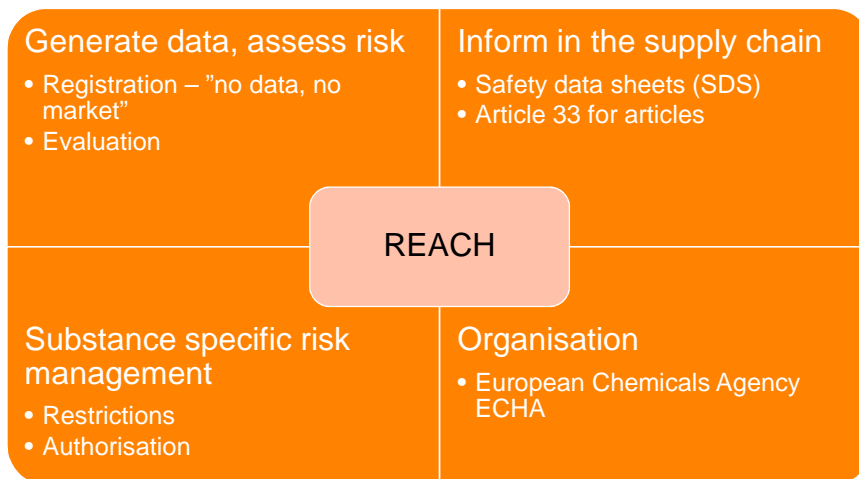 Generate data, assess risk
• Registration – ”no data, no
market”
• Evaluation
Inform in the supply chain
• Safety data sheets (SDS)
• Article 33 for articles
REACH
Substance specific risk
management
• Restrictions
• Authorisation
Organisation
• European Chemicals Agency
ECHA